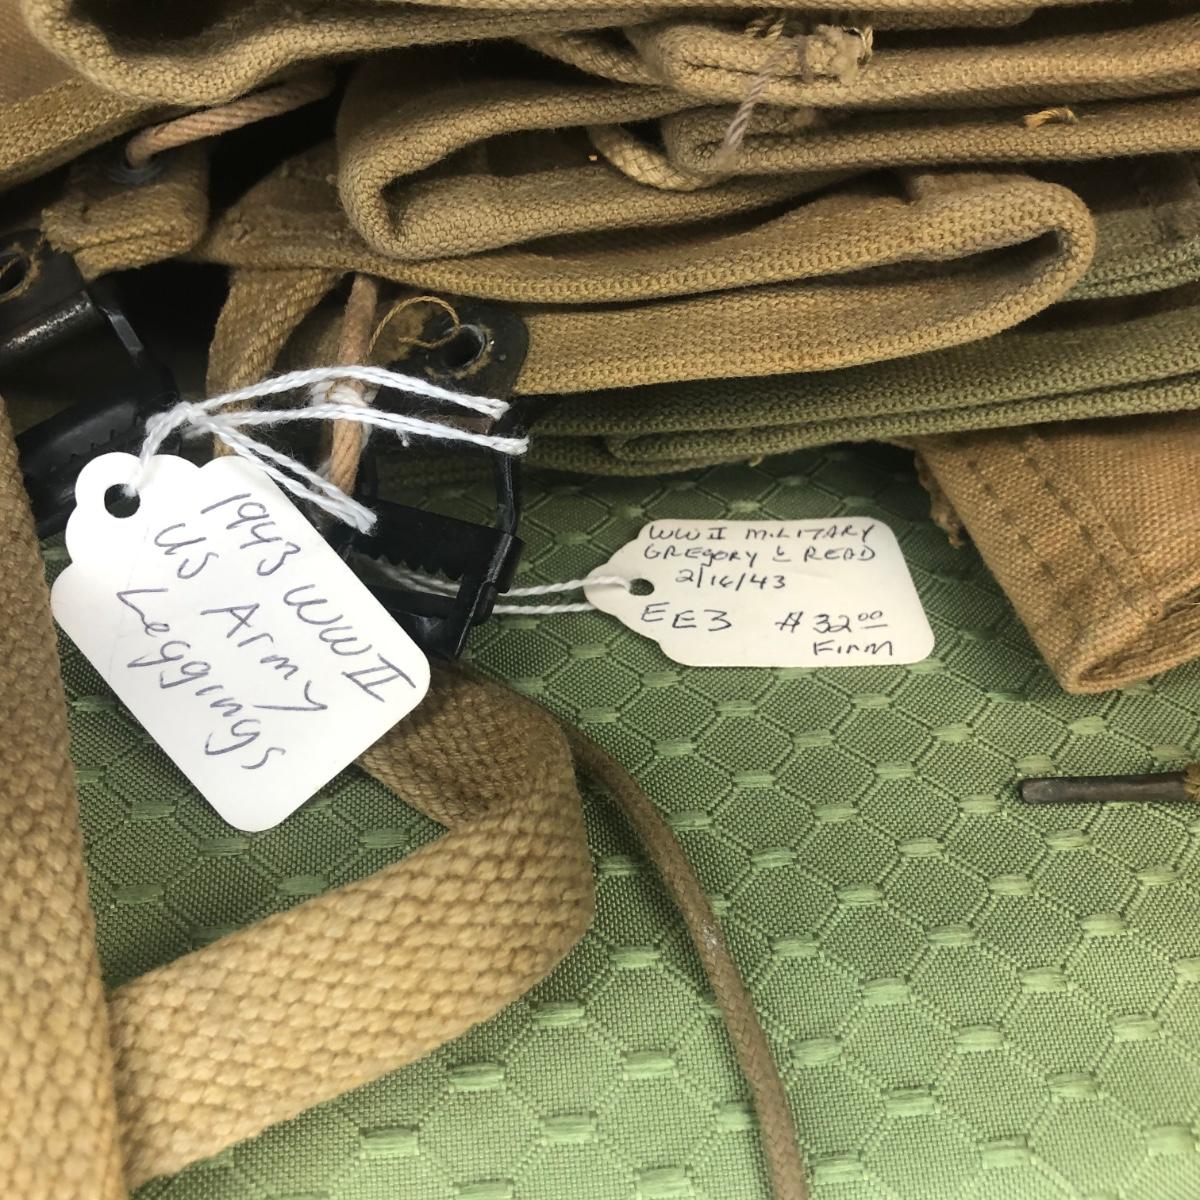 1943 WWII
US Army
Leggings
WWII MILITARY
GREGORY & READ
2/16/43
EE3 $32.00
Firm